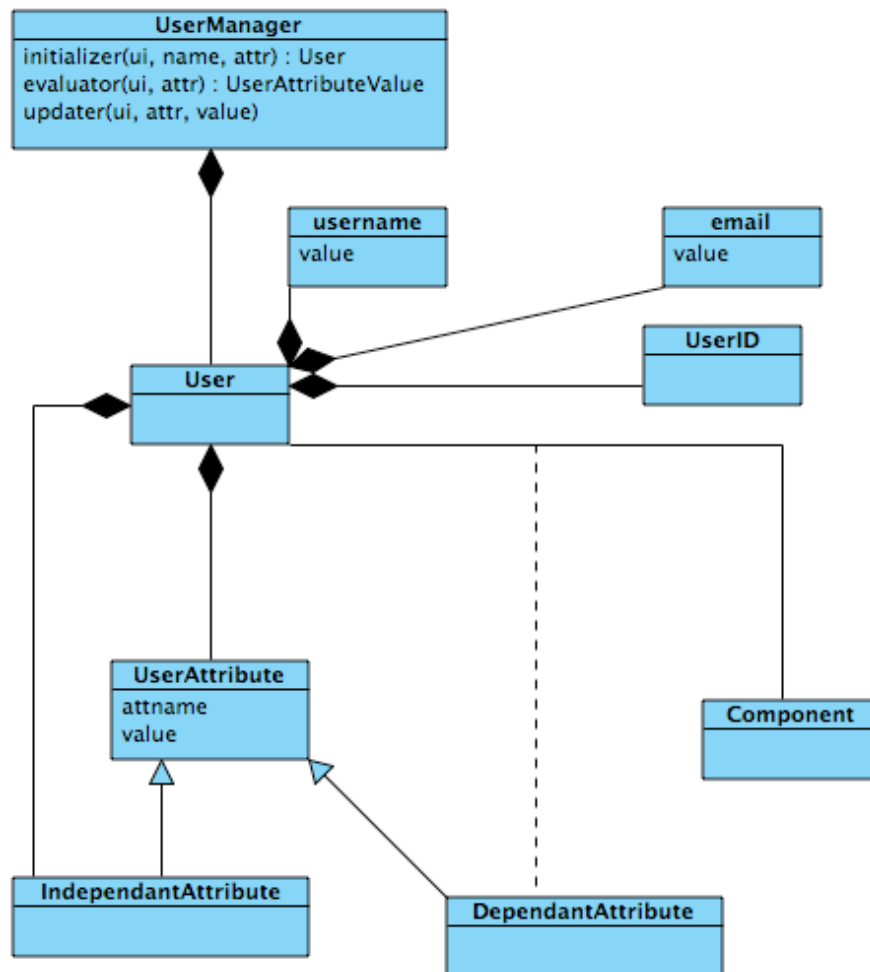 UserManager
initializer(ui, name, attr) : User
evaluator(ui, attr) : UserAttributeValue
updater(ui, attr, value)
username
value
email
value
UserID
User
UserAttribute
attname
value
Component
IndependantAttribute
DependantAttribute